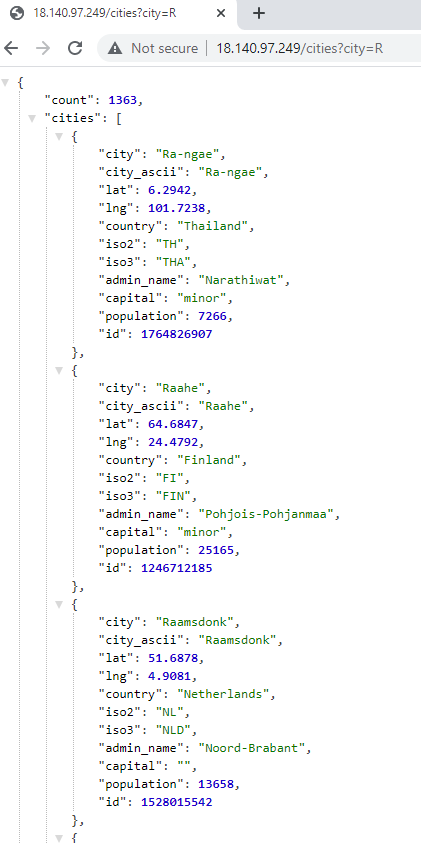 18.140.97.249/cities?city=R
Not secure | 18.140.97.249/cities?city=R
{
"count": 1363,
"cities": [
{
"city": "Ra-ngae",
"city_ascii": "Ra-ngae",
"lat": 6.2942,
"lng": 101.7238,
"country": "Thailand",
"iso2": "TH",
"iso3": "THA",
"admin_name": "Narathiwat",
"capital": "minor",
"population": 7266,
"id": 1764826907
},
{
"city": "Raahe",
"city_ascii": "Raahe",
"lat": 64.6847,
"lng": 24.4792,
"country": "Finland",
"iso2": "FI",
"iso3": "FIN",
"admin_name": "Pohjois-Pohjanmaa",
"capital": "minor",
"population": 25165,
"id": 1246712185
},
{
"city": "Raamsdonk",
"city_ascii": "Raamsdonk",
"lat": 51.6878,
"lng": 4.9081,
"country": "Netherlands",
"iso2": "NL",
"iso3": "NLD",
"admin_name": "Noord-Brabant",
"capital": "",
"population": 13658,
"id": 1528015542
},
{